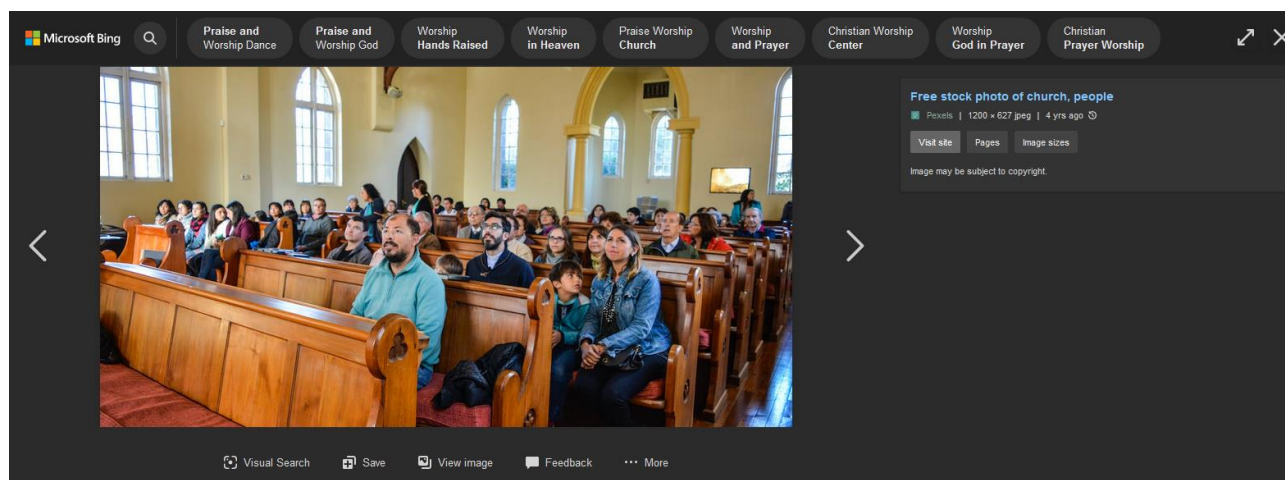 Microsoft Bing
Praise and
Worship Dance
Praise and
Worship God
Worship
Hands Raised
Worship
in Heaven
Praise Worship
Church
Worship
and Prayer
Christian Worship
Center
Worship
God in Prayer
Christian
Prayer Worship
Free stock photo of church, people
Pexels | 1200 × 627 jpeg | 4 yrs ago
Visit site
Pages
Image sizes
Image may be subject to copyright.
Visual Search
Save
View image
Feedback
More